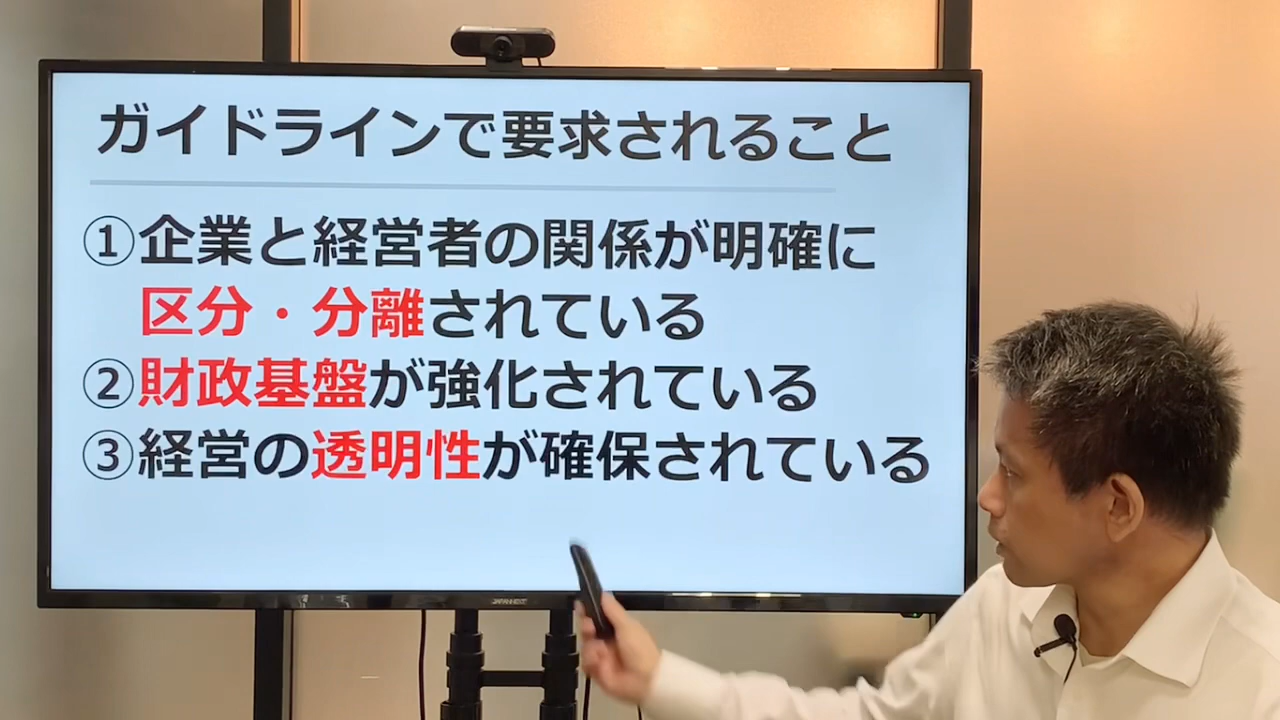 ガイドラインで要求されること
①企業と経営者の関係が明確に
区分・分離されている
②財政基盤が強化されている
③経営の透明性が確保されている
JAPANNEXT